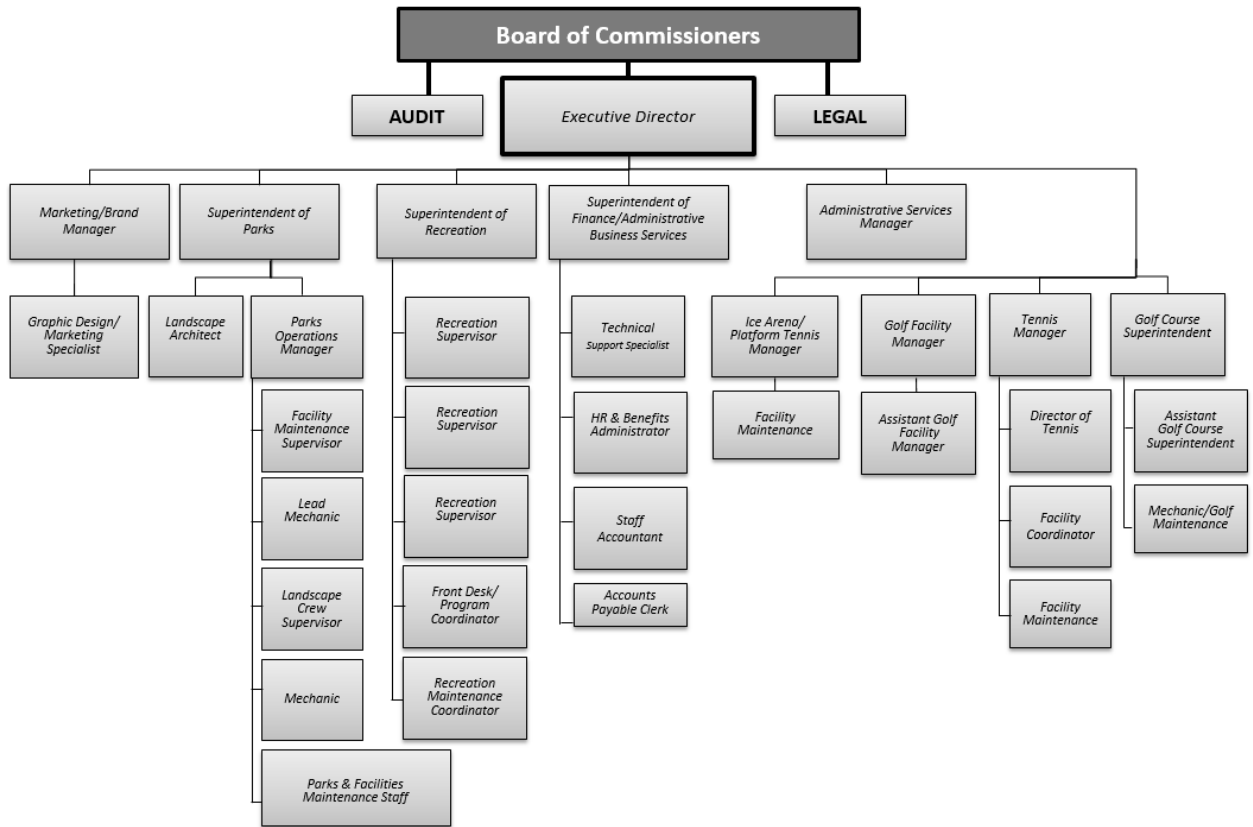 Board of Commissioners
AUDIT
Executive Director
LEGAL
Marketing/Brand
Manager
Superintendent of
Parks
Superintendent of
Recreation
Superintendent of
Finance/Administrative
Business Services
Administrative Services
Manager
Graphic Design/
Marketing
Specialist
Landscape
Architect
Parks
Operations
Manager
Recreation
Supervisor
Technical
Support Specialist
Ice Arena/
Platform Tennis
Manager
Golf Facility
Manager
Tennis
Manager
Golf Course
Superintendent
Facility
Maintenance
Supervisor
Recreation
Supervisor
HR & Benefits
Administrator
Facility
Maintenance
Assistant Golf
Facility
Manager
Director of
Tennis
Assistant
Golf Course
Superintendent
Lead
Mechanic
Recreation
Supervisor
Staff
Accountant
Facility
Coordinator
Mechanic/Golf
Maintenance
Landscape
Crew
Supervisor
Front Desk/
Program
Coordinator
Accounts
Payable Clerk
Facility
Maintenance
Mechanic
Recreation
Maintenance
Coordinator
Parks & Facilities
Maintenance Staff